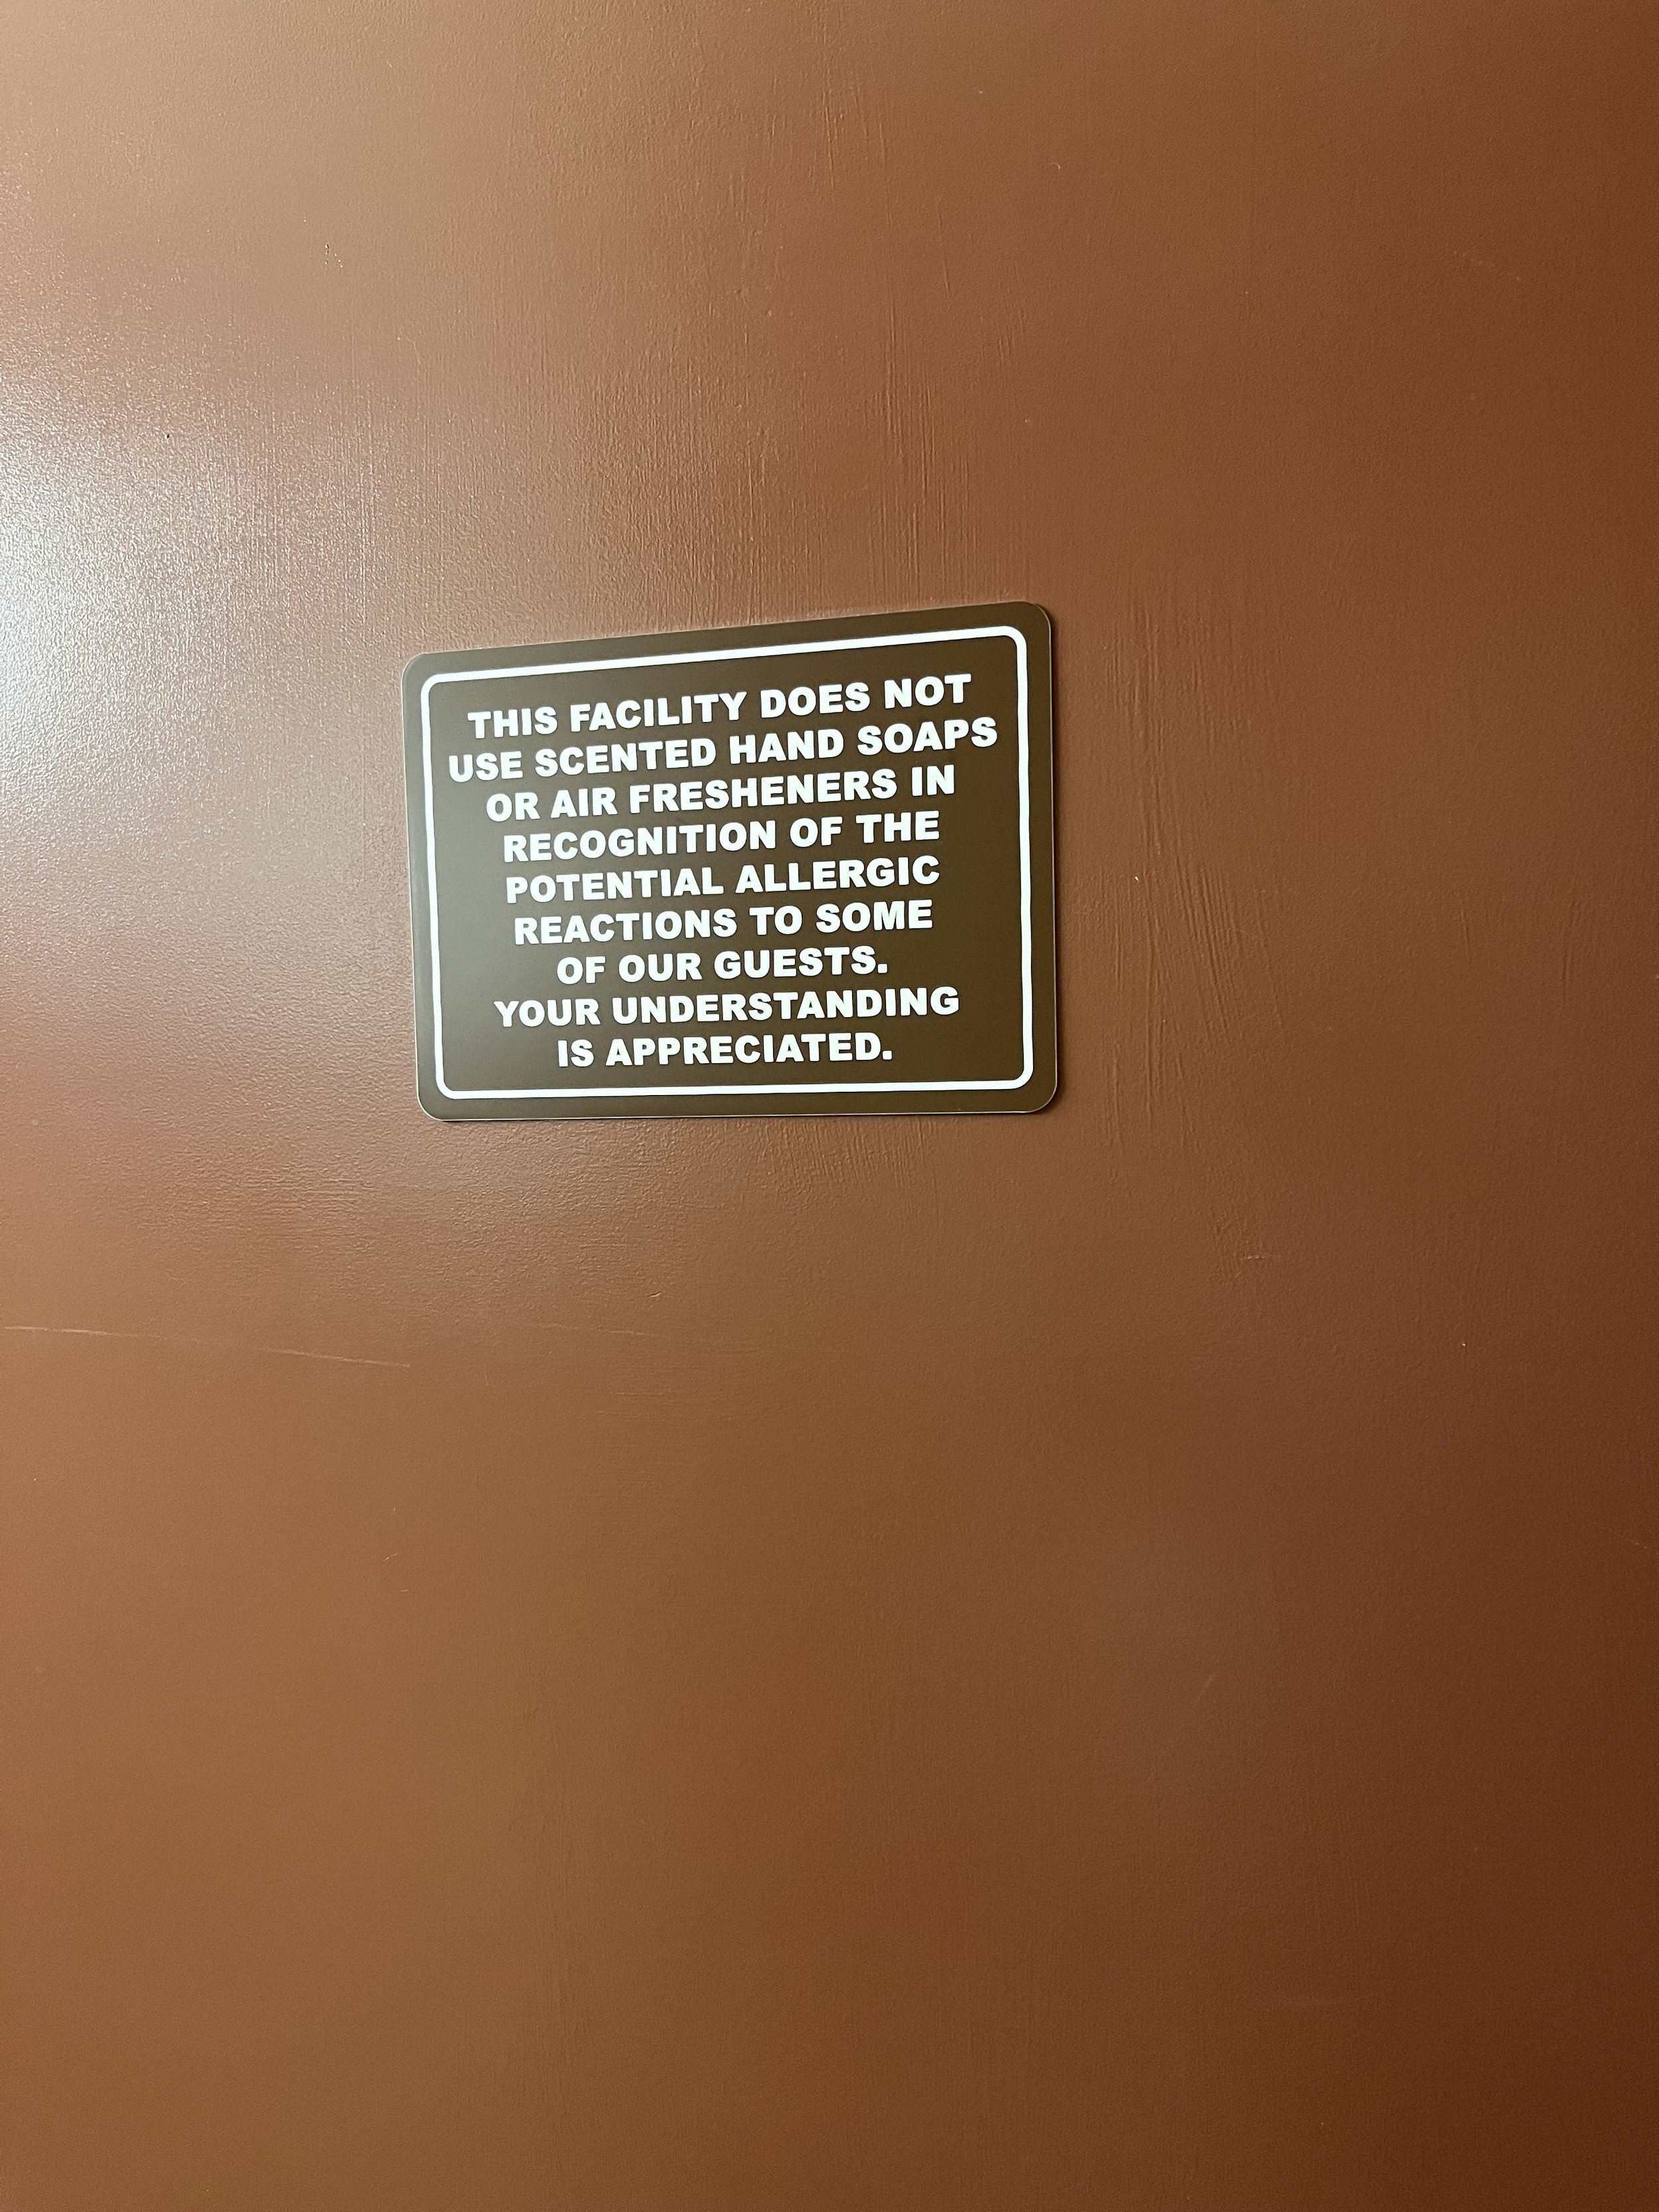 THIS FACILITY DOES NOT
USE SCENTED HAND SOAPS
OR AIR FRESHENERS IN
RECOGNITION OF THE
POTENTIAL ALLERGIC
REACTIONS TO SOME
OF OUR GUESTS.
YOUR UNDERSTANDING
IS APPRECIATED.